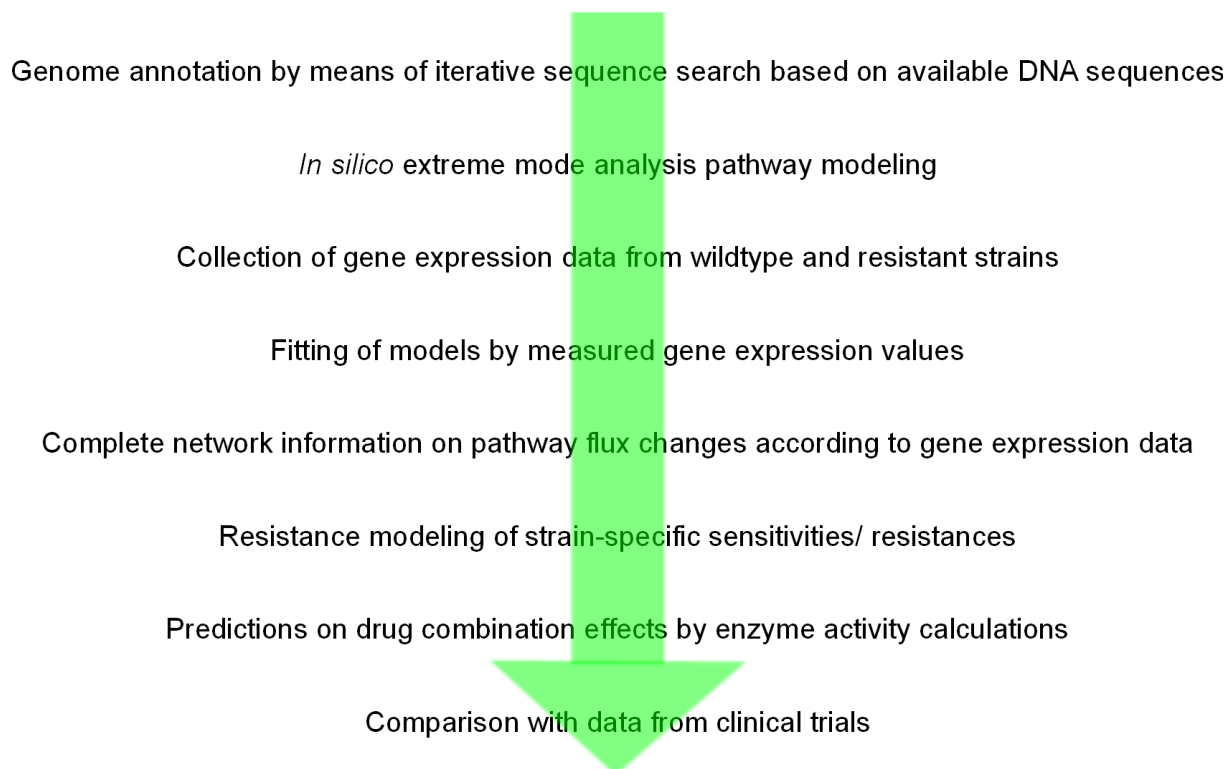 Genome annotation by means of iterative sequence search based on available DNA sequences
In silico extreme mode analysis pathway modeling
Collection of gene expression data from wildtype and resistant strains
Fitting of models by measured gene expression values
Complete network information on pathway flux changes according to gene expression data
Resistance modeling of strain-specific sensitivities/ resistances
Predictions on drug combination effects by enzyme activity calculations
Comparison with data from clinical trials